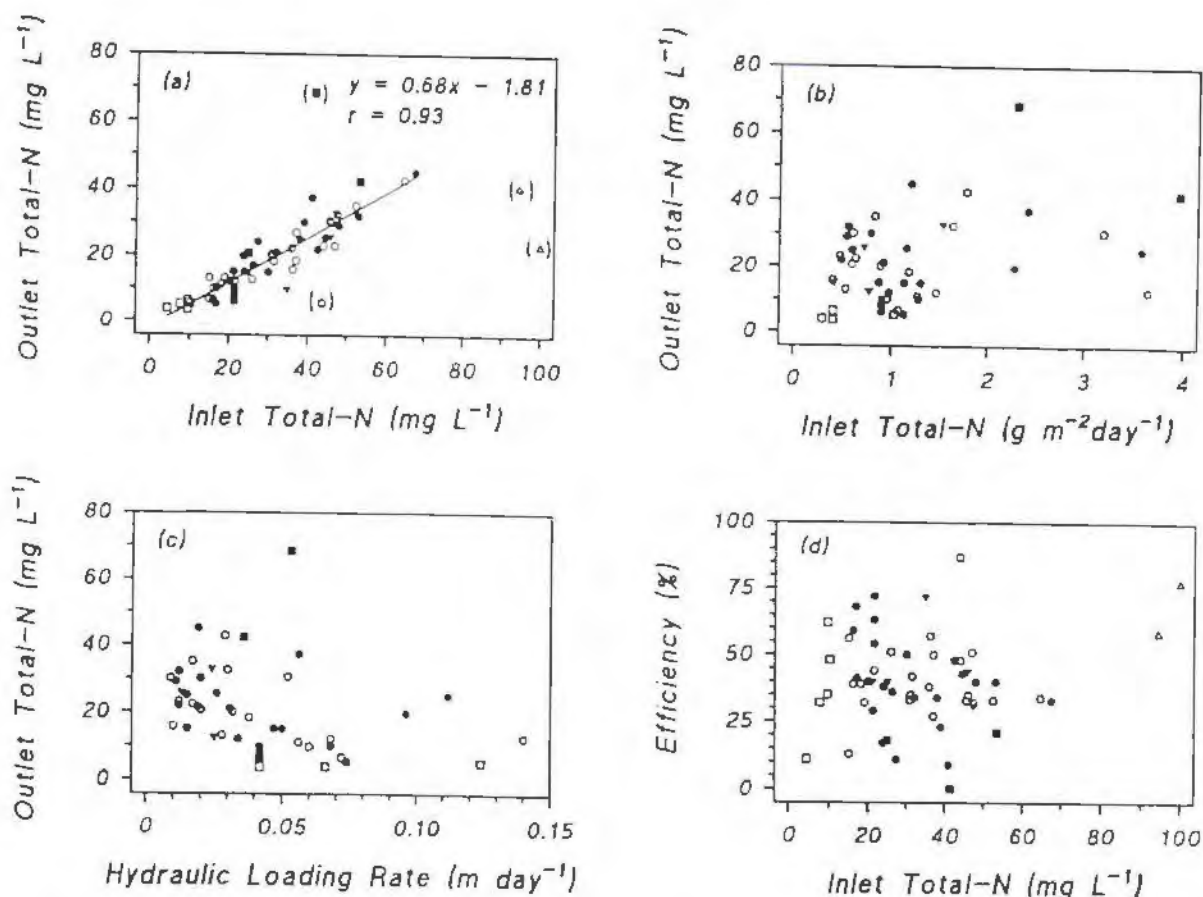 Outlet Total-N (mg L⁻¹)
80
60
40
20
0
(a)
y = 0.68x - 1.81
r = 0.93
0 20 40 60 80 100
Inlet Total-N (mg L⁻¹)
Outlet Total-N (mg L⁻¹)
80
60
40
20
0
(b)
0 1 2 3 4
Inlet Total-N (g m⁻²day⁻¹)
Outlet Total-N (mg L⁻¹)
80
60
40
20
0
(c)
0 0.05 0.10 0.15
Hydraulic Loading Rate (m day⁻¹)
Efficiency (%)
100
75
50
25
0
(d)
0 20 40 60 80 100
Inlet Total-N (mg L⁻¹)